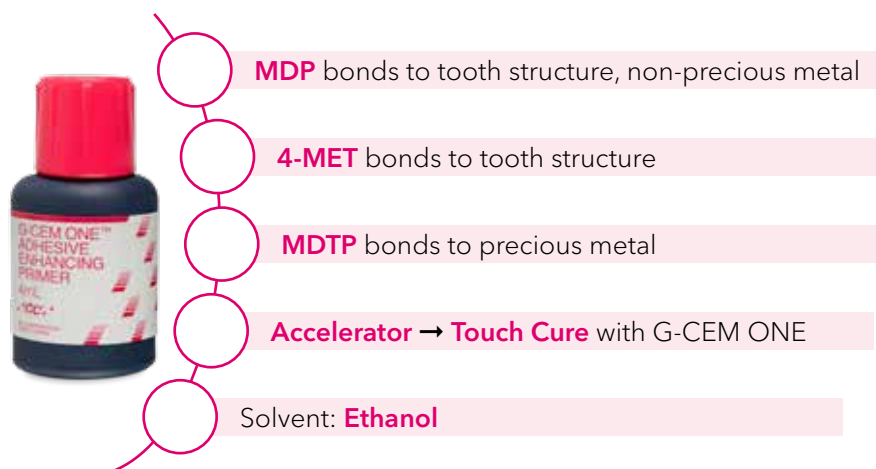 MDP bonds to tooth structure, non-precious metal
4-MET bonds to tooth structure
MDTP bonds to precious metal
Accelerator ➞ Touch Cure with G-CEM ONE
Solvent: Ethanol
G-CEM ONE™
ADHESIVE
ENHANCING
PRIMER
4mL
GC